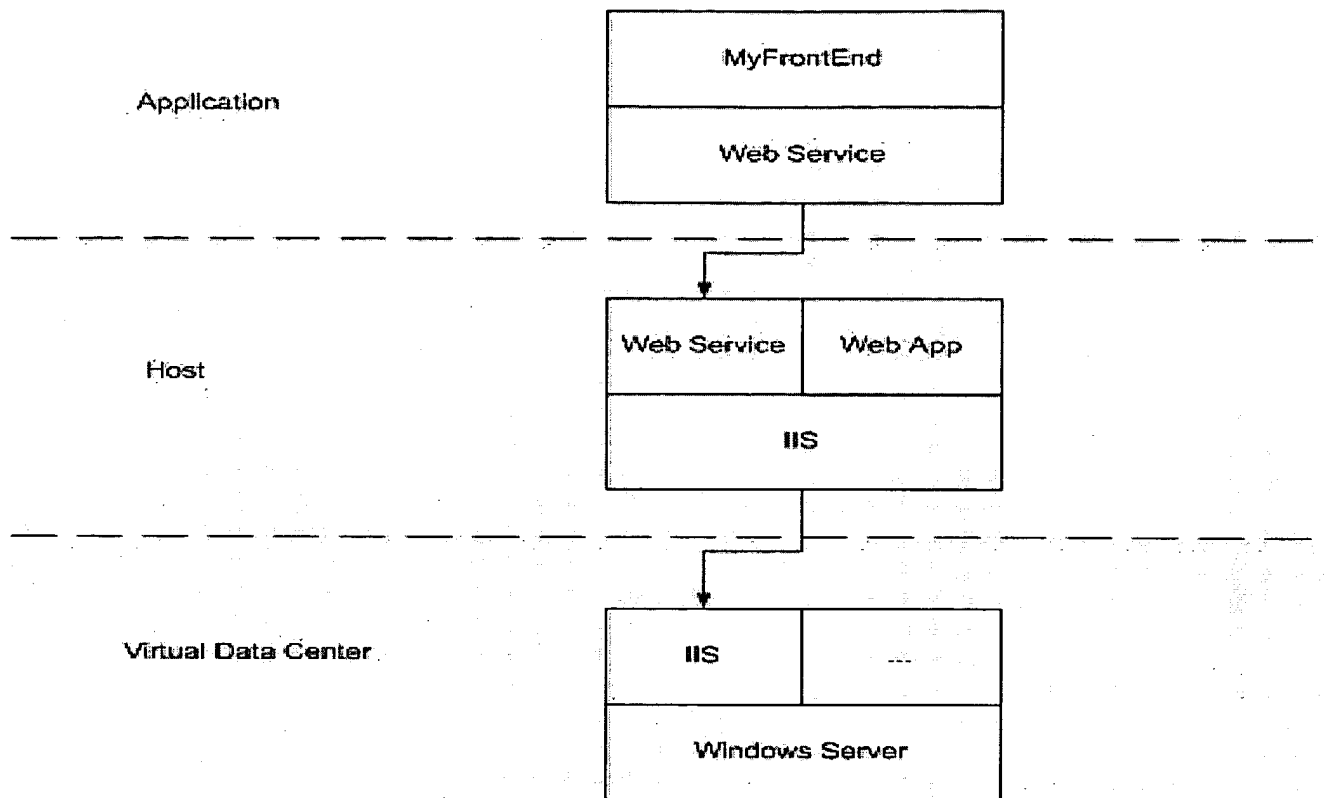 MyFrontEnd
Application
Web Service
Web Service Web App
Host
IIS
Virtual Data Center
IIS ...
Windows Server